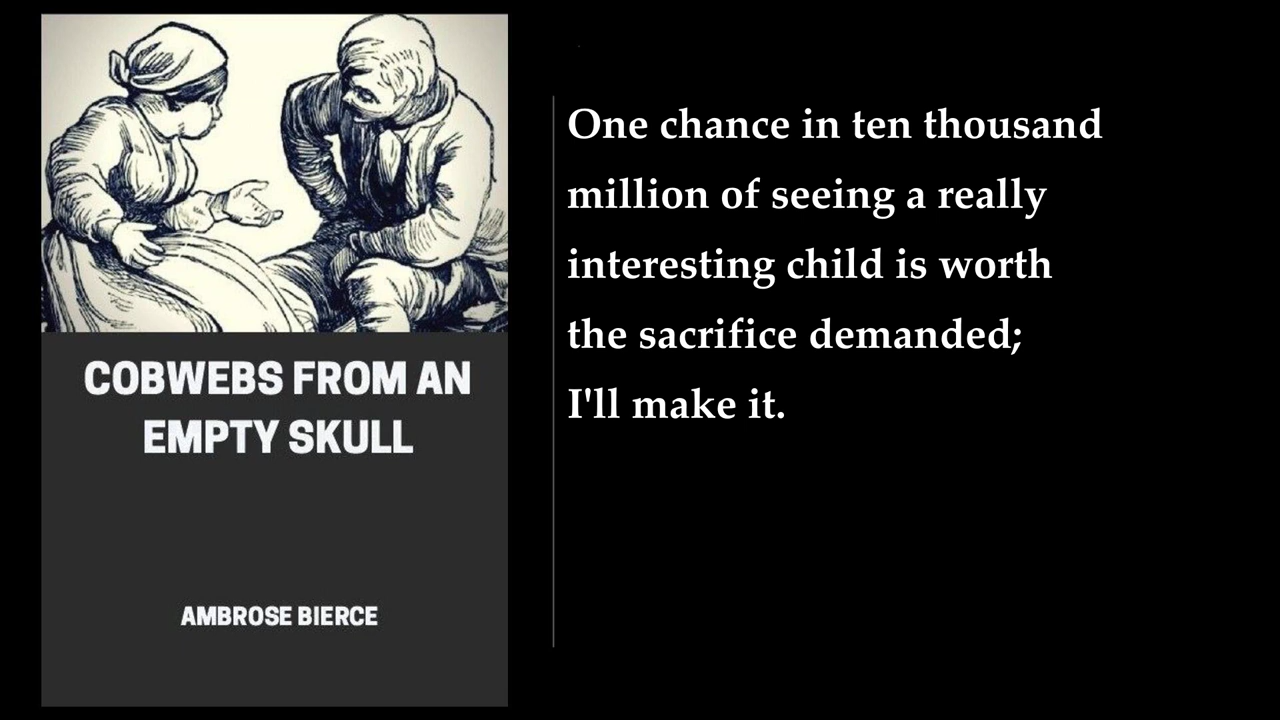 COBWEBS FROM AN
EMPTY SKULL
AMBROSE BIERCE
One chance in ten thousand
million of seeing a really
interesting child is worth
the sacrifice demanded;
I'll make it.